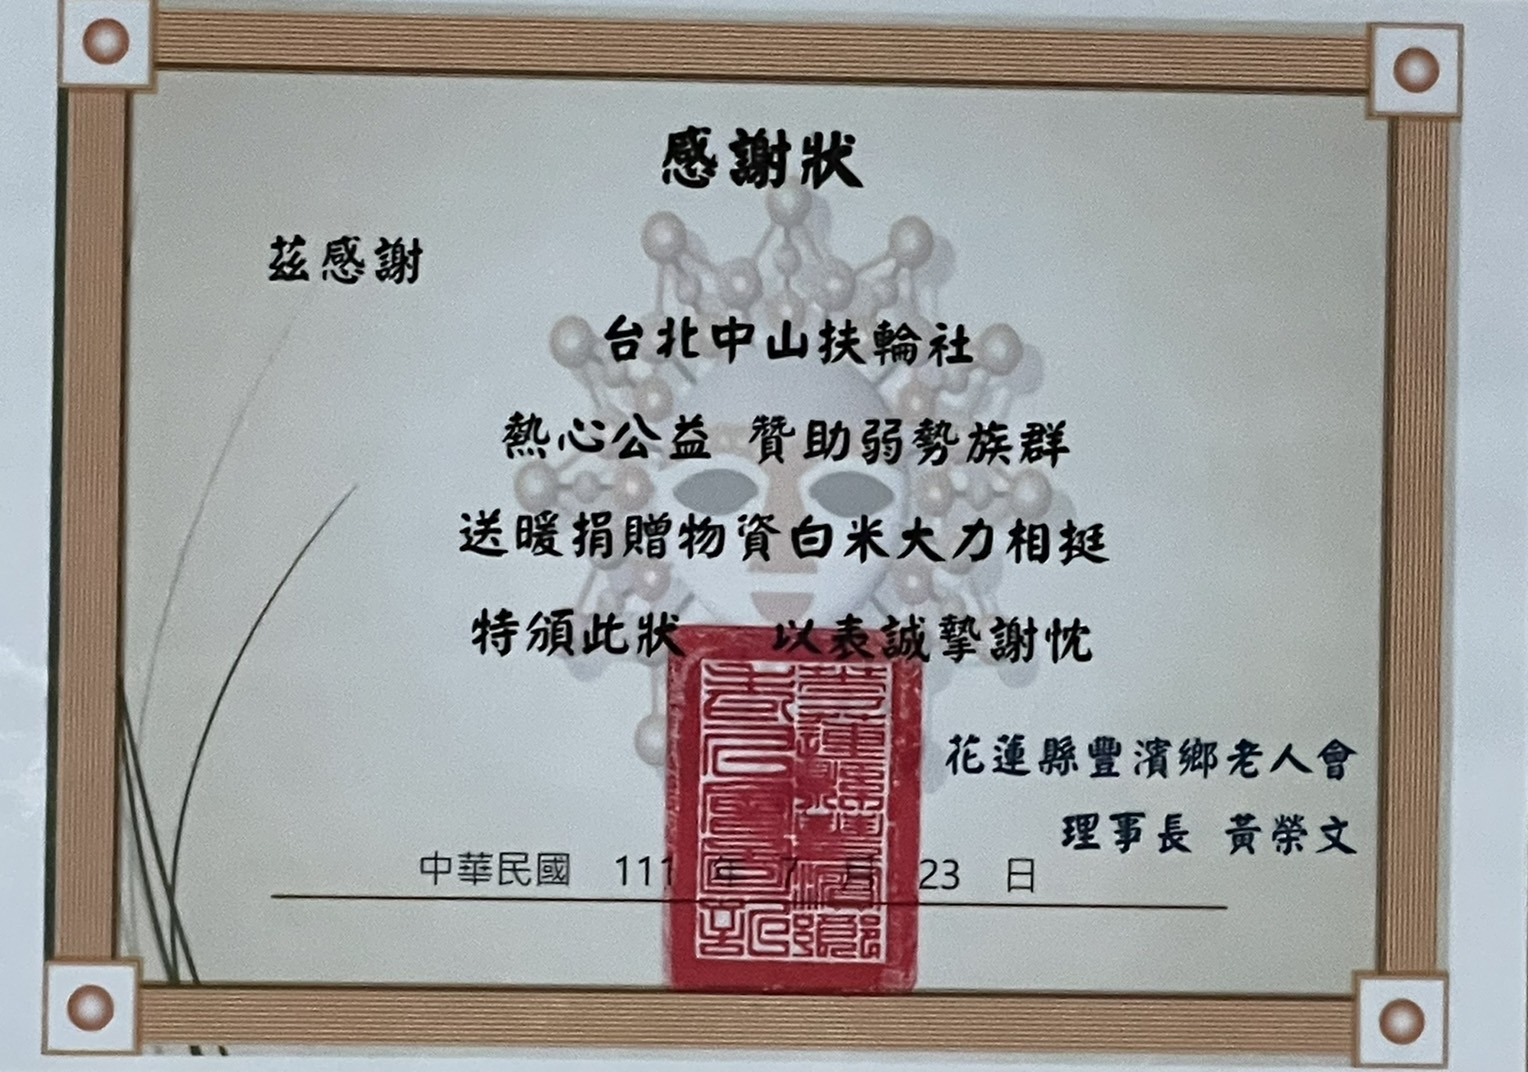 感謝狀
茲感謝
台北中山扶輪社
熱心公益 贊助弱勢族群
送暖捐贈物資白米大力相挺
特頒此狀 以表誠摯謝忱
花蓮縣豐濱鄉老人會
理事長 黃榮文
中華民國 111 年 7 月 23 日